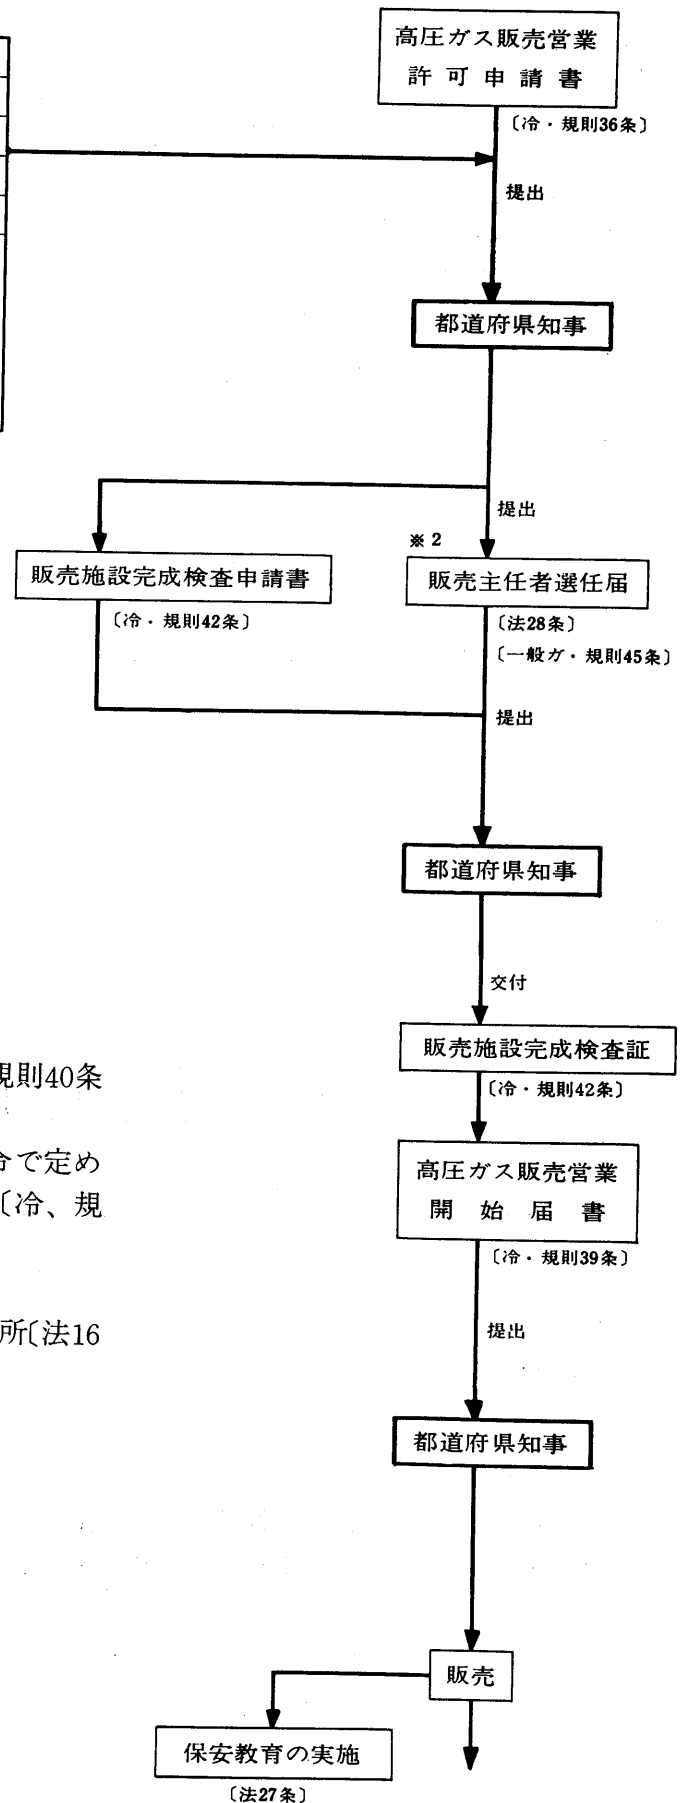 高圧ガス販売営業
許可申請書
〔冷・規則36条〕
提出
都道府県知事
提出
※2
販売施設完成検査申請書
販売主任者選任届
〔冷・規則42条〕
〔法28条〕
〔一般ガ・規則45条〕
提出
都道府県知事
交付
販売施設完成検査証
〔冷・規則42条〕
規則40条
高圧ガス販売営業
開始届書
令で定め
〔冷、規
〔冷・規則39条〕
所〔法16
提出
都道府県知事
販売
保安教育の実施
〔法27条〕